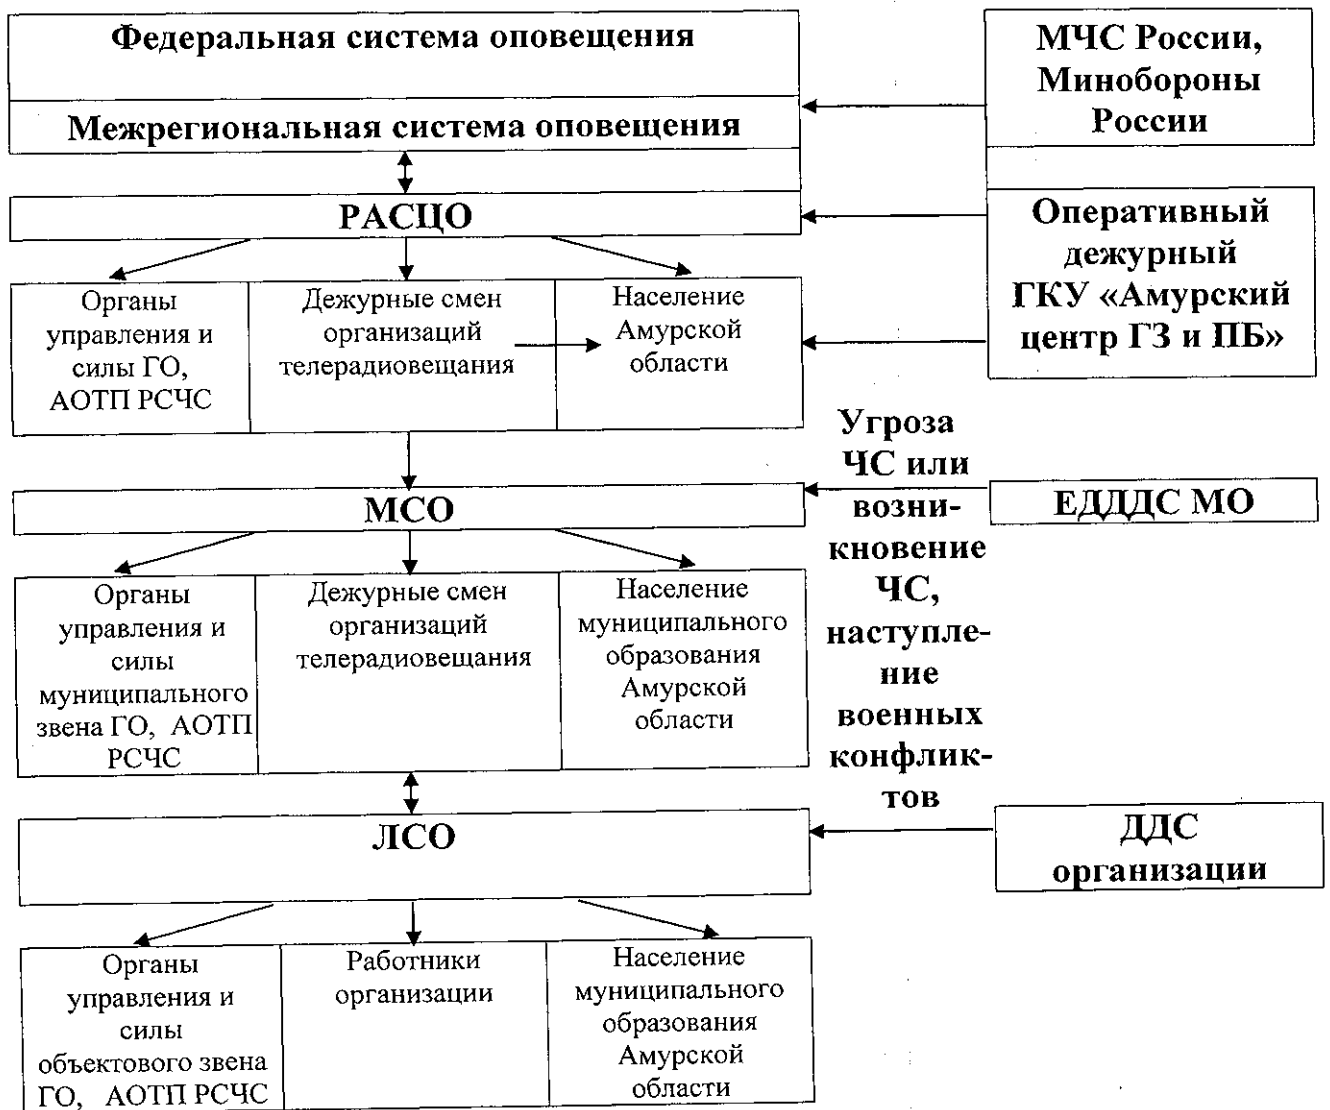 Федеральная система оповещения
Межрегиональная система оповещения
МЧС России,
Минобороны
России
РАСЦО
Оперативный
дежурный
ГКУ «Амурский
центр ГЗ и ПБ»
Органы
управления и
силы ГО,
АОТП РСЧС
Дежурные смен
организаций
телерадиовещания
Население
Амурской
области
Угроза
ЧС или
возни-
кновение
ЧС,
наступле-
ние
военных
конфлик-
тов
МСО
ЕДДДС МО
Органы
управления и
силы
муниципального
звена ГО, АОТП
РСЧС
Дежурные смен
организаций
телерадиовещания
Население
муниципального
образования
Амурской
области
ЛСО
ДДС
организации
Органы
управления и
силы
объектового звена
ГО, АОТП РСЧС
Работники
организации
Население
муниципального
образования
Амурской
области